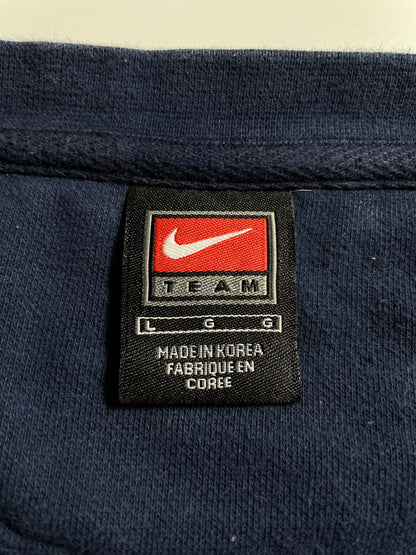 TEAM
L G G
MADE IN KOREA
FABRIQUE EN
COREE